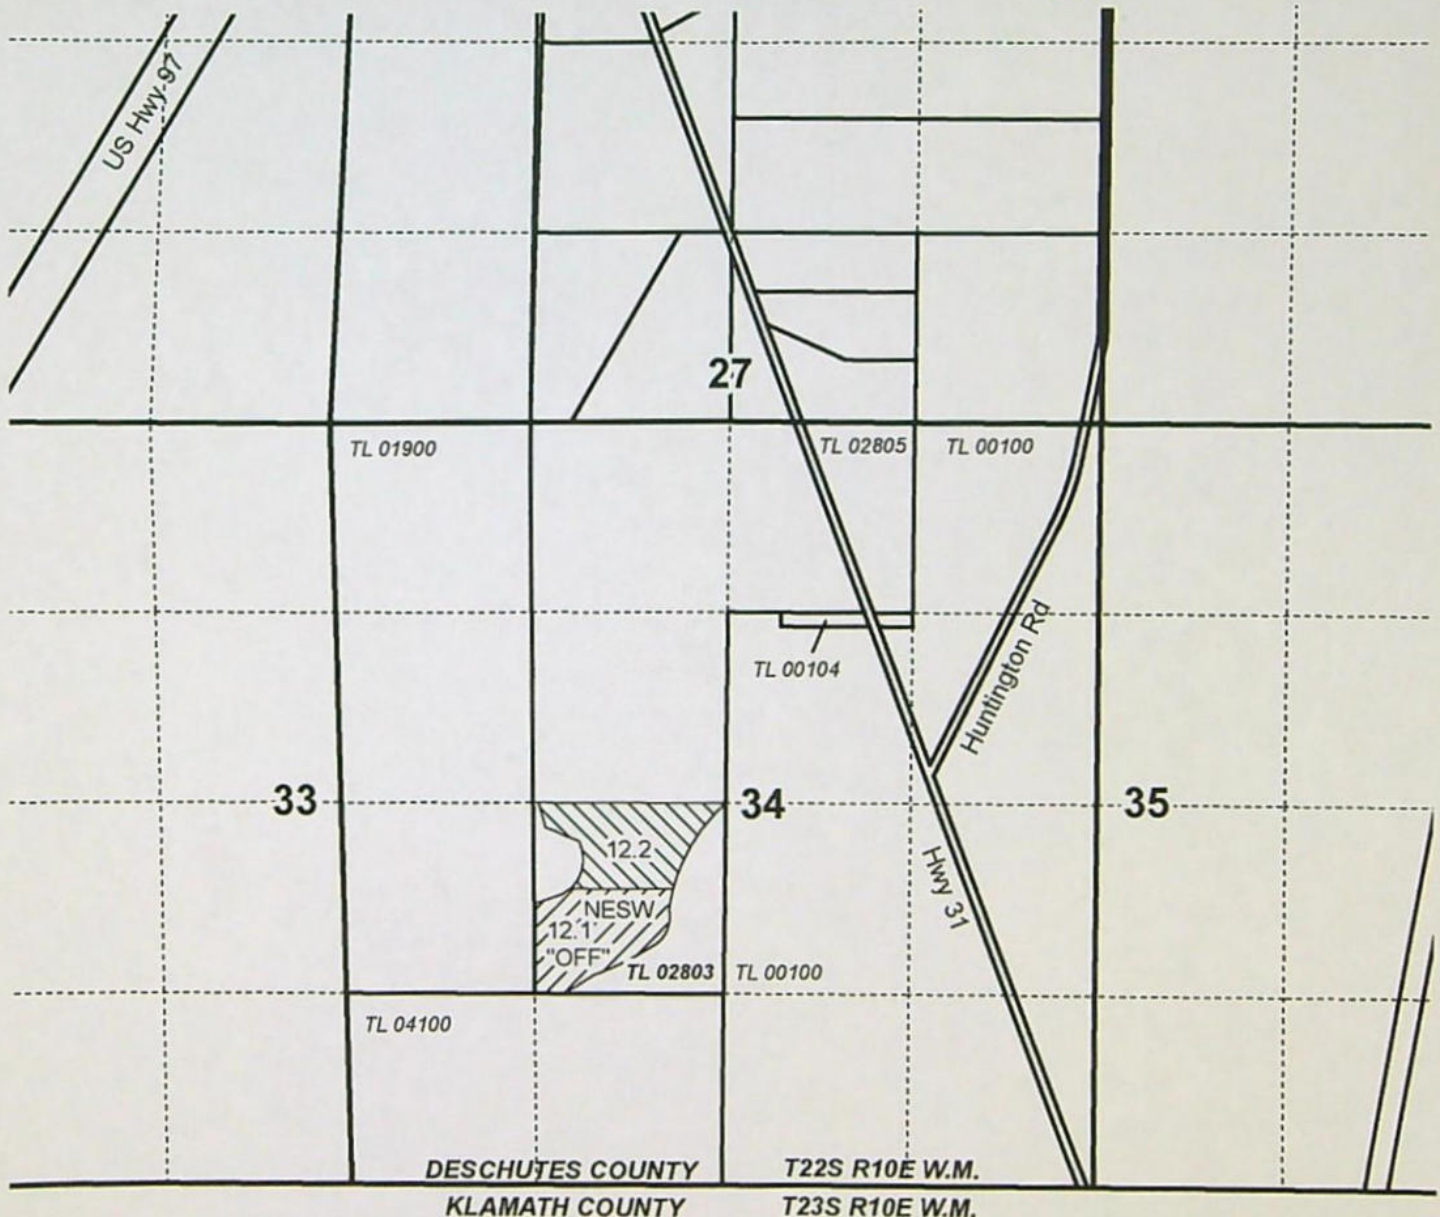 US Hwy 97
27
TL 01900
TL 02805
TL 00100
TL 00104
Huntington Rd
33
34
35
12.2
Hwy 31
NESW
12.1
"OFF"
TL 02803
TL 00100
TL 04100
DESCHUTES COUNTY
T22S R10E W.M.
KLAMATH COUNTY
T23S R10E W.M.